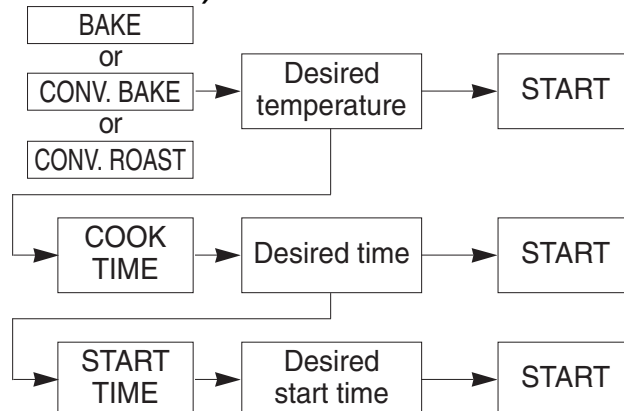 BAKE
or
CONV. BAKE
or
CONV. ROAST
Desired
temperature
START
COOK
TIME
Desired time
START
START
TIME
Desired
start time
START